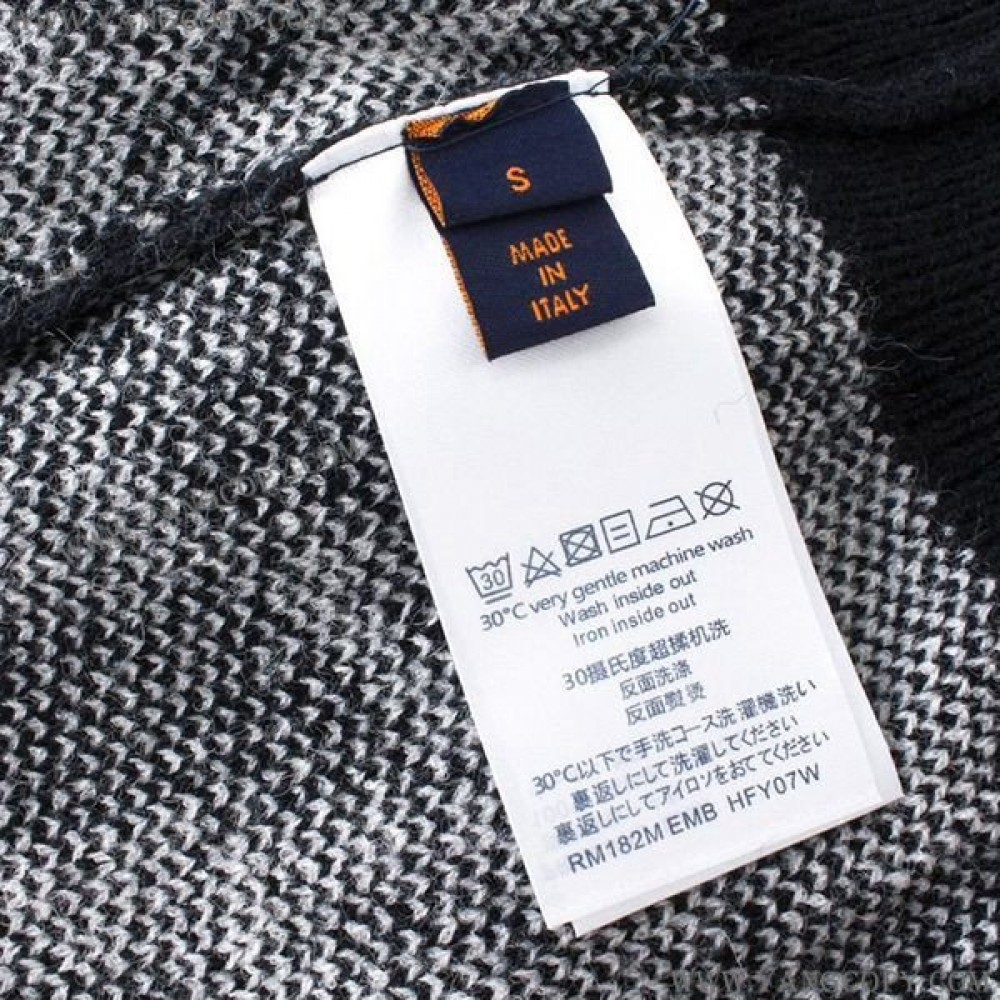 S
MADE
IN
ITALY
30
30°C very gentle machine wash
Wash inside out
Iron inside out
30摄氏度超揉机洗
反面洗涤
反面熨烫
30℃以下で手洗コース洗濯機洗い
裏返しにして洗濯してください
裏返しにしてアイロンをおてください
RM182M EMB HFY07W